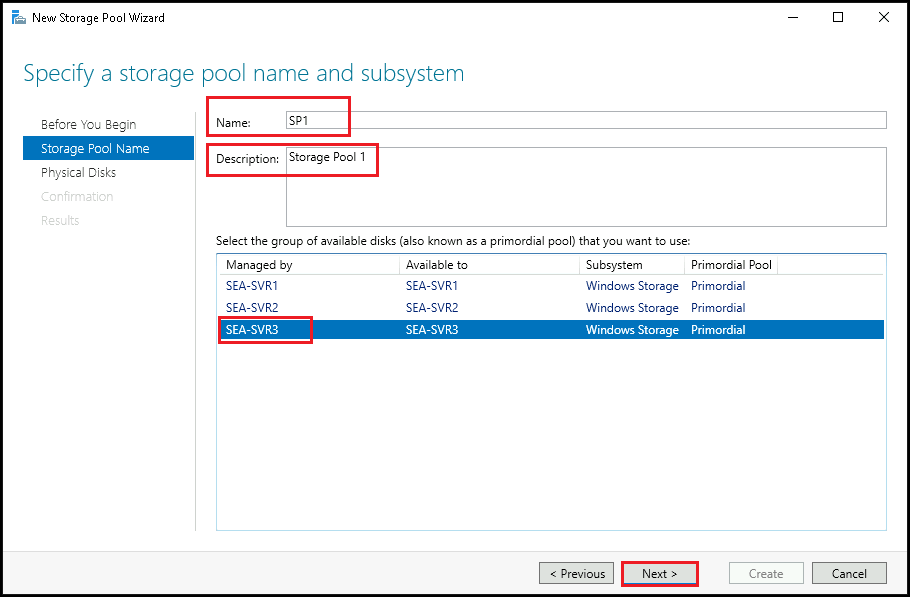 New Storage Pool Wizard
Specify a storage pool name and subsystem
Before You Begin
Storage Pool Name
Physical Disks
Confirmation
Results
Name: SP1
Description: Storage Pool 1
Select the group of available disks (also known as a primordial pool) that you want to use:
Managed by Available to Subsystem Primordial Pool
SEA-SVR1 SEA-SVR1 Windows Storage Primordial
SEA-SVR2 SEA-SVR2 Windows Storage Primordial
SEA-SVR3 SEA-SVR3 Windows Storage Primordial
< Previous Next > Create Cancel